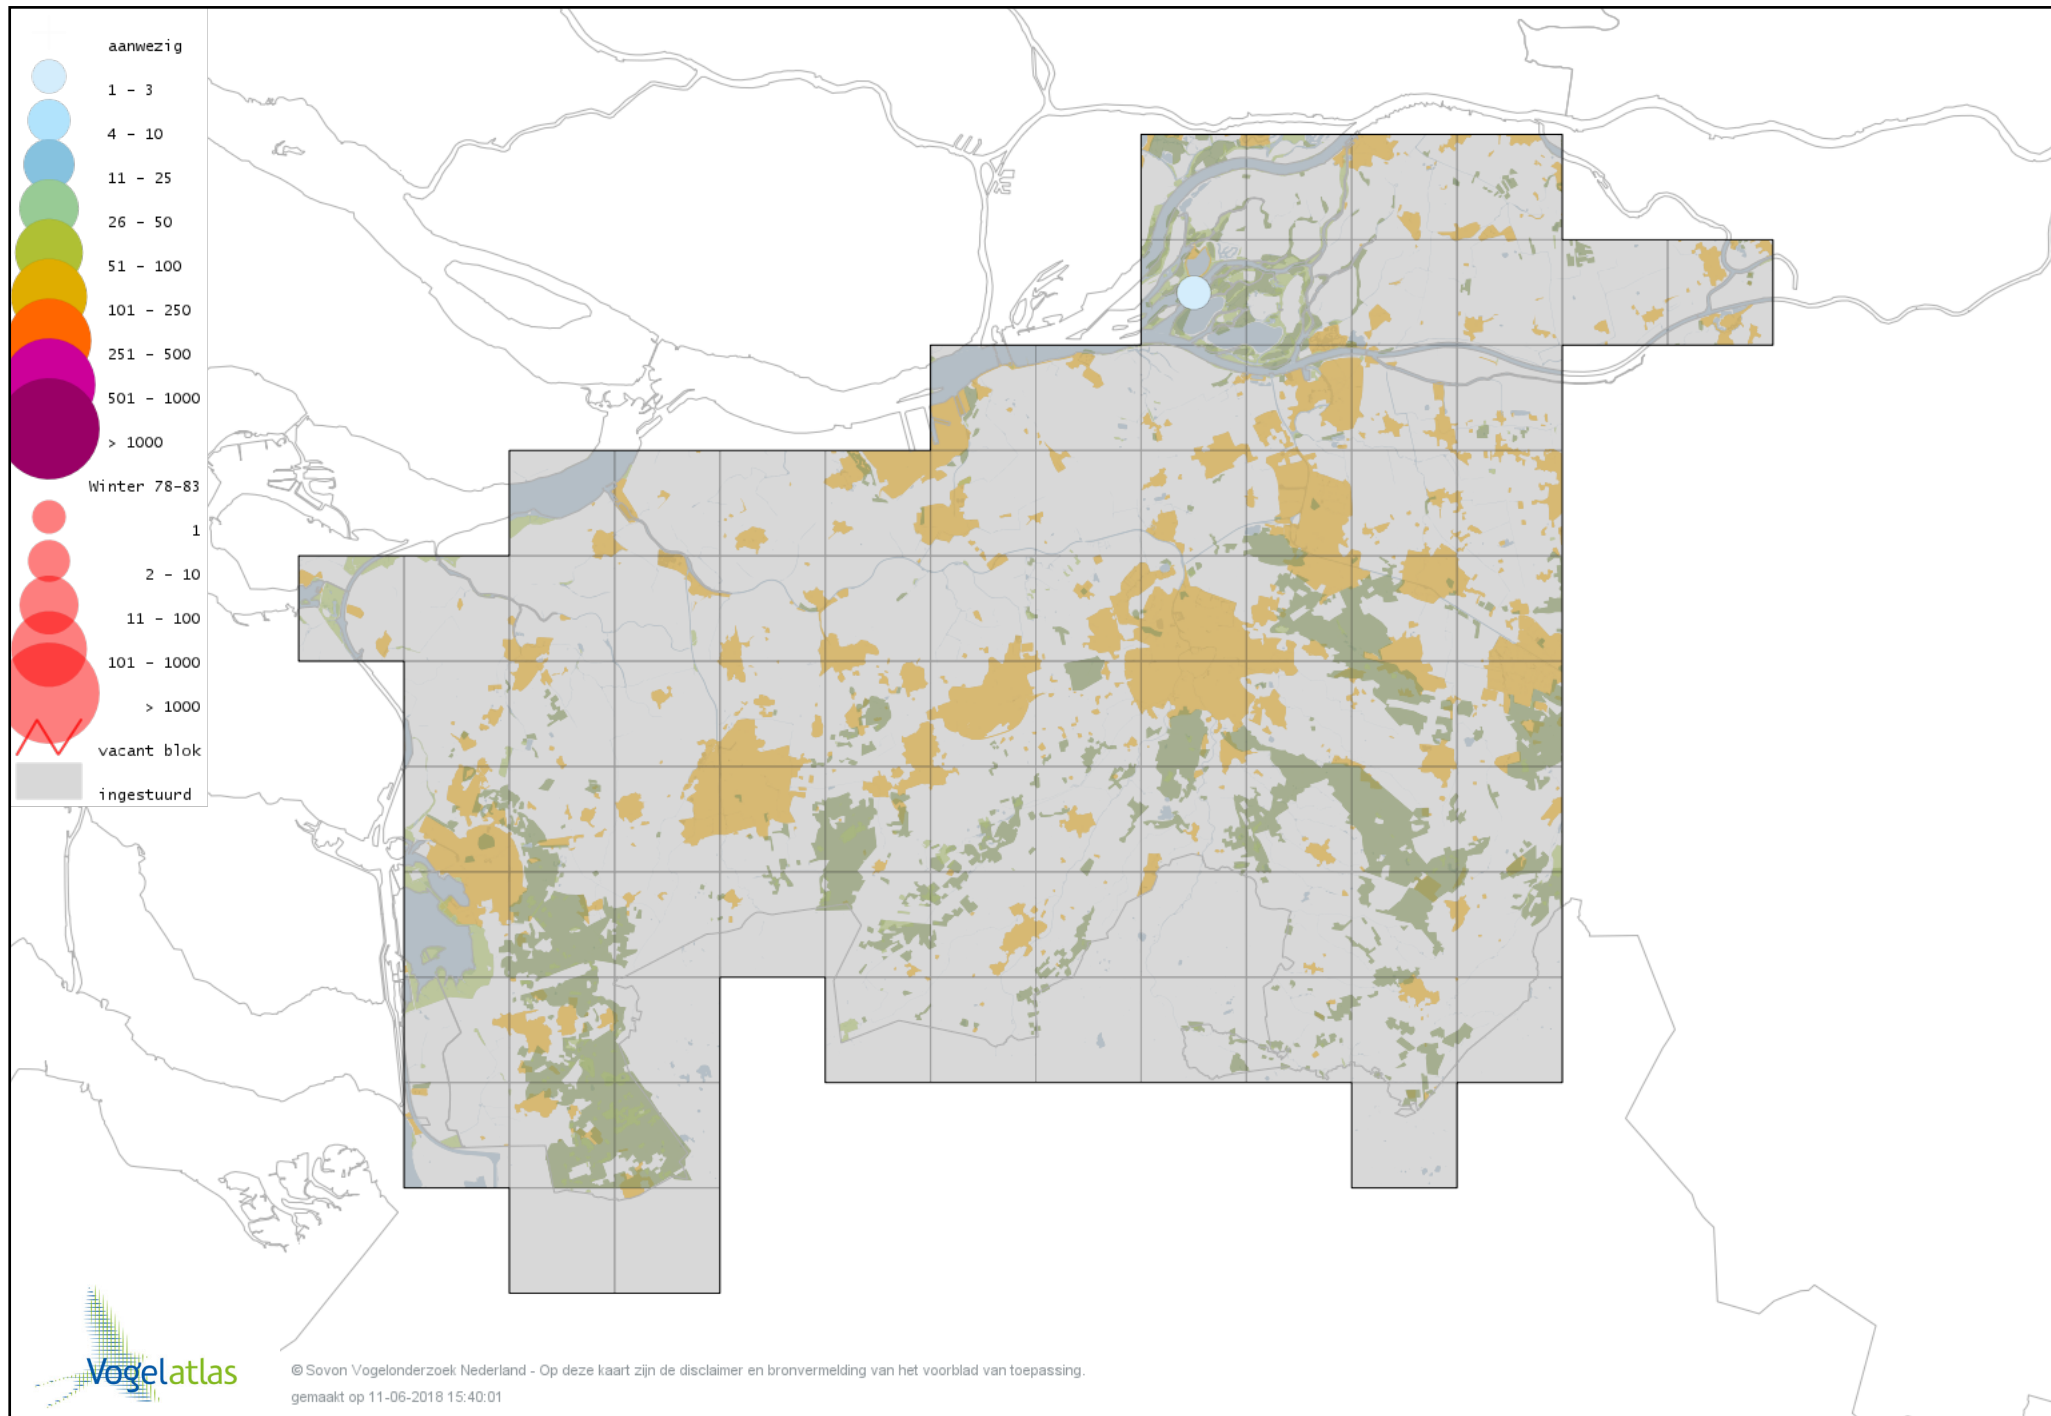 aanwezig
1 - 3
4 - 10
11 - 25
26 - 50
51 - 100
101 - 250
251 - 500
501 - 1000
> 1000
Winter 78-83
1
2 - 10
11 - 100
101 - 1000
> 1000
vacant blok
ingestuurd
Vogelatlas
© Sovon Vogelonderzoek Nederland - Op deze kaart zijn de disclaimer en bronvermelding van het voorblad van toepassing.
gemaakt op 11-06-2018 15:40:01